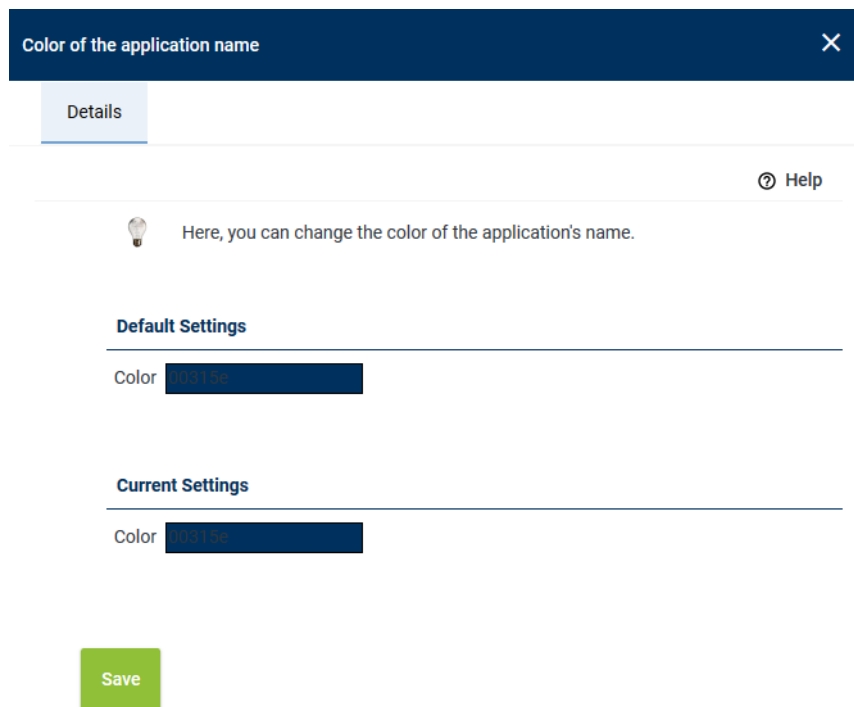 Color of the application name
Details
Help
Here, you can change the color of the application's name.
Default Settings
Color 00315e
Current Settings
Color 00315e
Save